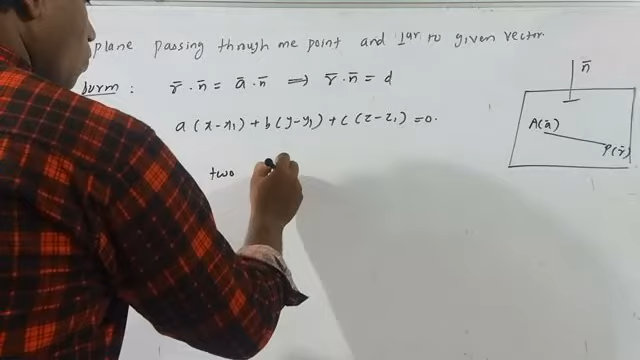 plane passing through one point and ⊥ar to given vector
form :
r̄ · n̄ = ā · n̄ ⟹ r̄ · n̄ = d
a (x-x₁) + b (y-y₁) + c (z-z₁) = 0.
two
n̄
A(ā)
P(r̄)